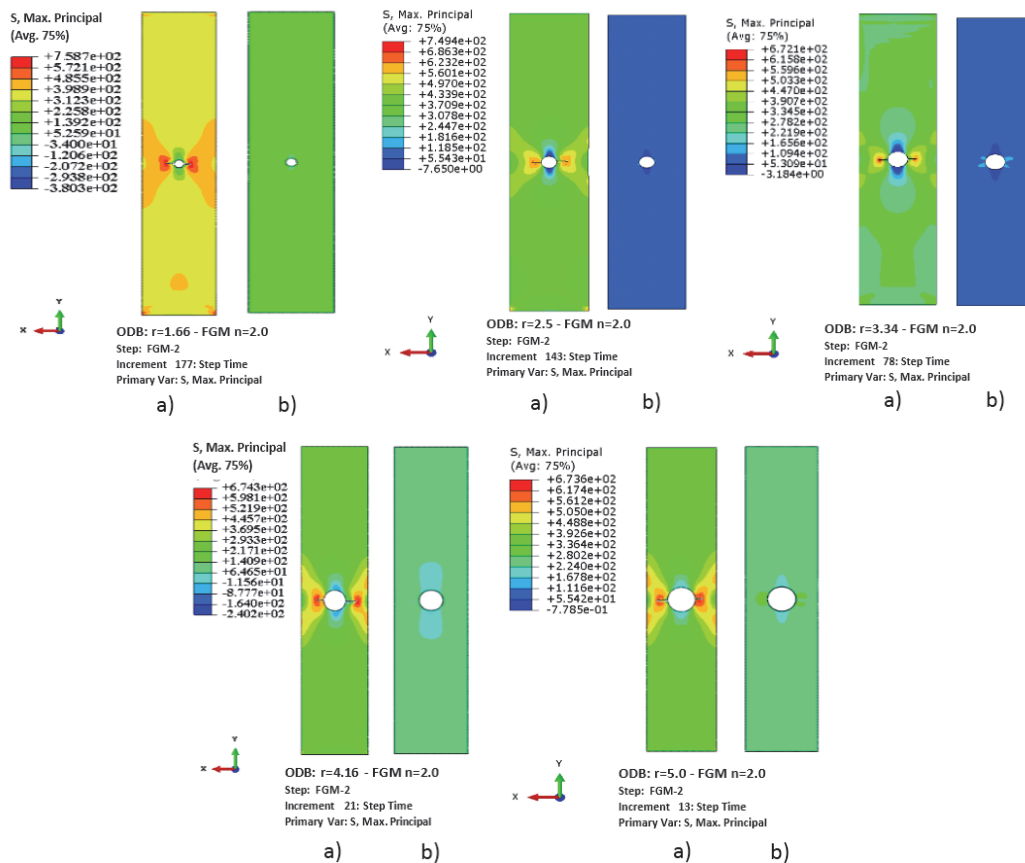 S, Max. Principal
(Avg. 75%)
+7.587e+02
+5.721e+02
+4.855e+02
+3.989e+02
+3.123e+02
+2.258e+02
+1.392e+02
+5.259e+01
-3.400e+01
-1.206e+02
-2.072e+02
-2.938e+02
-3.803e+02
Y
X
ODB: r=1.66 - FGM n=2.0
Step: FGM-2
Increment 177: Step Time
Primary Var: S, Max. Principal
a) b)
S, Max. Principal
(Avg: 75%)
+7.494e+02
+6.863e+02
+6.232e+02
+5.601e+02
+4.970e+02
+4.339e+02
+3.709e+02
+3.078e+02
+2.447e+02
+1.816e+02
+1.185e+02
+5.543e+01
-7.650e+00
Y
X
ODB: r=2.5 - FGM n=2.0
Step: FGM-2
Increment 143: Step Time
Primary Var: S, Max. Principal
a) b)
S, Max. Principal
(Avg: 75%)
+6.721e+02
+6.158e+02
+5.596e+02
+5.033e+02
+4.470e+02
+3.907e+02
+3.345e+02
+2.782e+02
+2.219e+02
+1.656e+02
+1.094e+02
+5.309e+01
-3.184e+00
Y
X
ODB: r=3.34 - FGM n=2.0
Step: FGM-2
Increment 78: Step Time
Primary Var: S, Max. Principal
a) b)
S, Max. Principal
(Avg. 75%)
+6.743e+02
+5.981e+02
+5.219e+02
+4.457e+02
+3.695e+02
+2.933e+02
+2.171e+02
+1.409e+02
+6.465e+01
-1.156e+01
-8.777e+01
-1.640e+02
-2.402e+02
Y
X
ODB: r=4.16 - FGM n=2.0
Step: FGM-2
Increment 21: Step Time
Primary Var: S, Max. Principal
a) b)
S, Max. Principal
(Avg: 75%)
+6.736e+02
+6.174e+02
+5.612e+02
+5.050e+02
+4.488e+02
+3.926e+02
+3.364e+02
+2.802e+02
+2.240e+02
+1.678e+02
+1.116e+02
+5.542e+01
-7.785e-01
Y
X
ODB: r=5.0 - FGM n=2.0
Step: FGM-2
Increment 13: Step Time
Primary Var: S, Max. Principal
a) b)